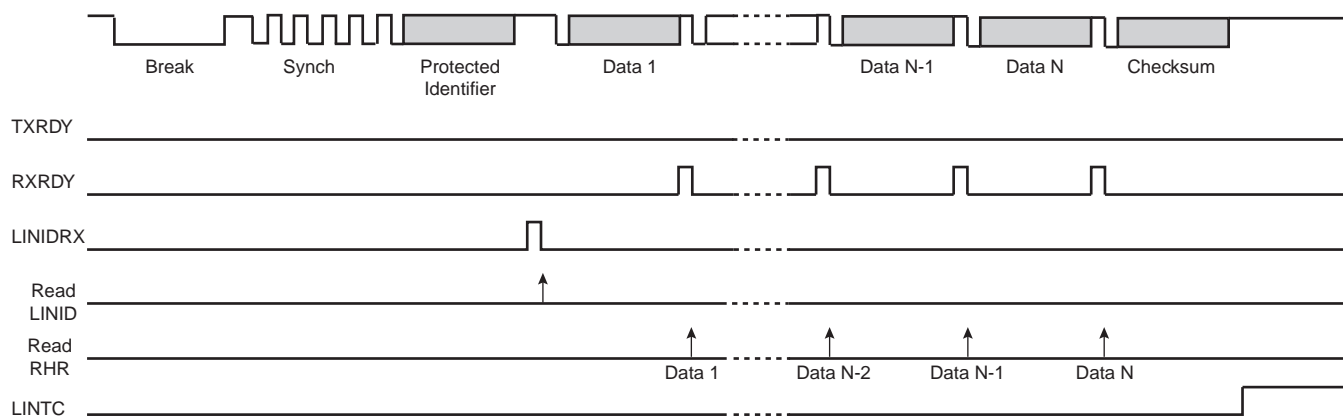 Break
Synch
Protected
Identifier
Data 1
Data N-1
Data N
Checksum
TXRDY
RXRDY
LINIDRX
Read
LINID
Read
RHR
Data 1
Data N-2
Data N-1
Data N
LINTC